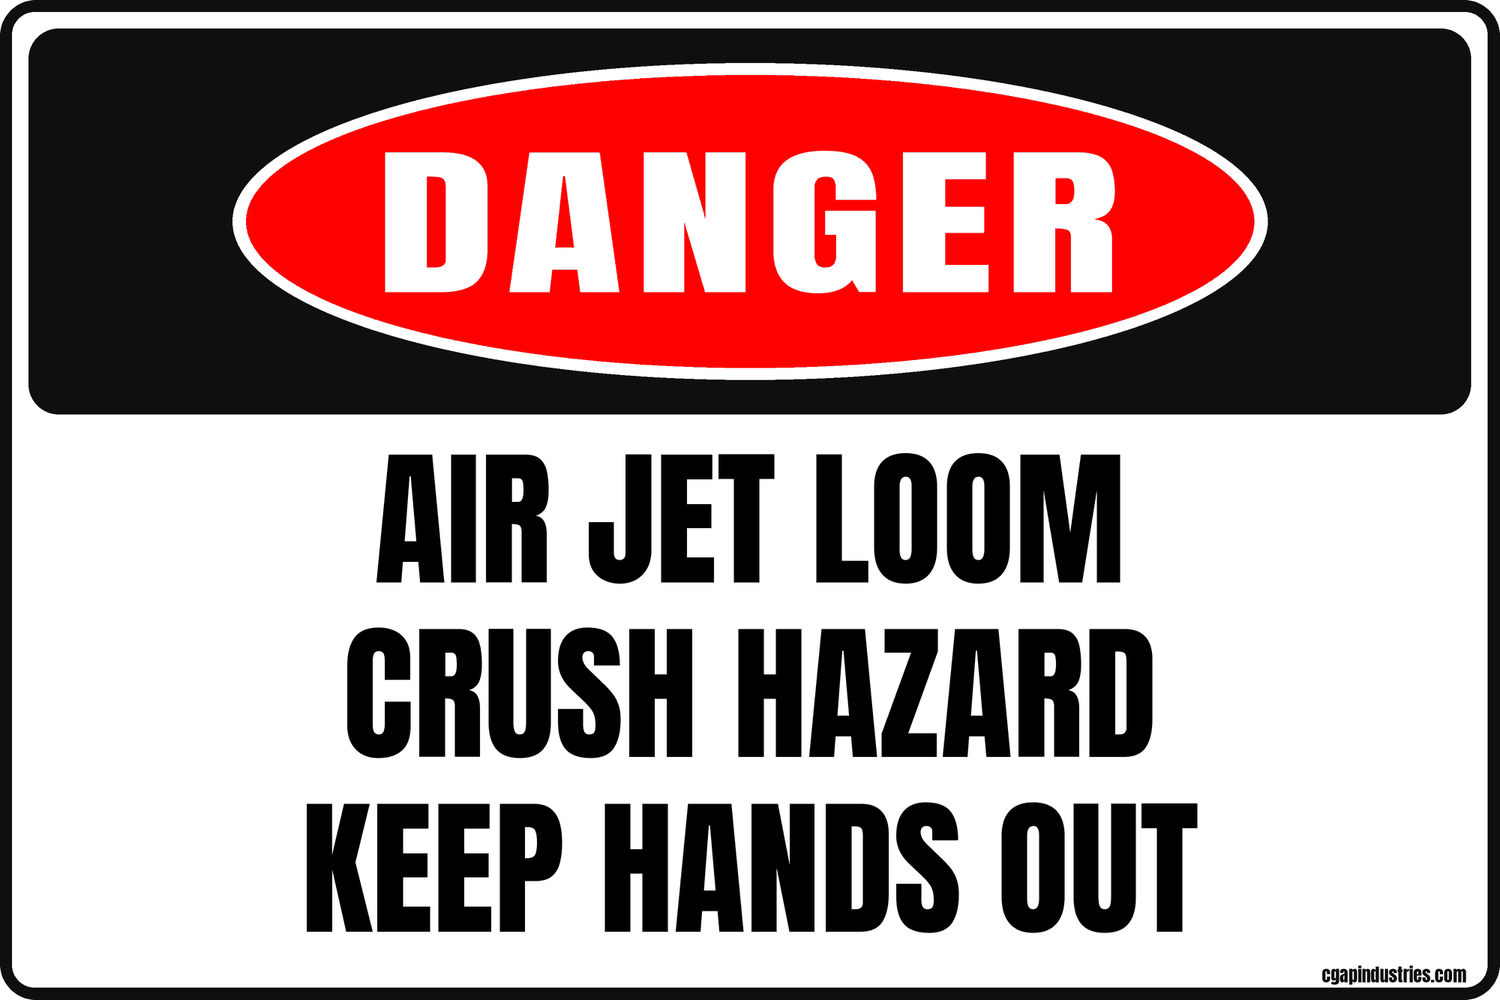 DANGER
AIR JET LOOM
CRUSH HAZARD
KEEP HANDS OUT
cgapindustries.com